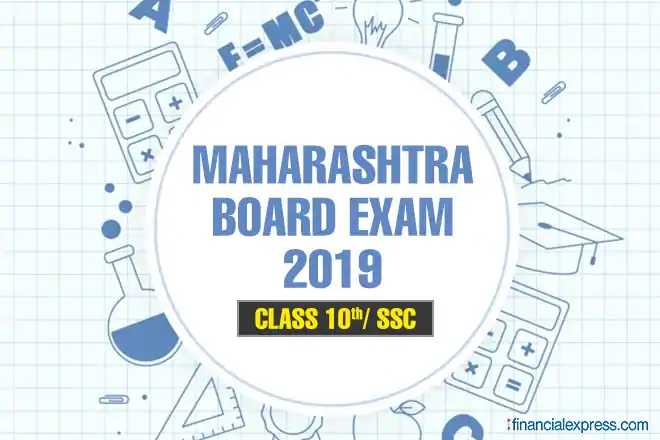 A
F=MC
B
MAHARASHTRA
BOARD EXAM
2019
CLASS 10th/ SSC
financialexpress.com